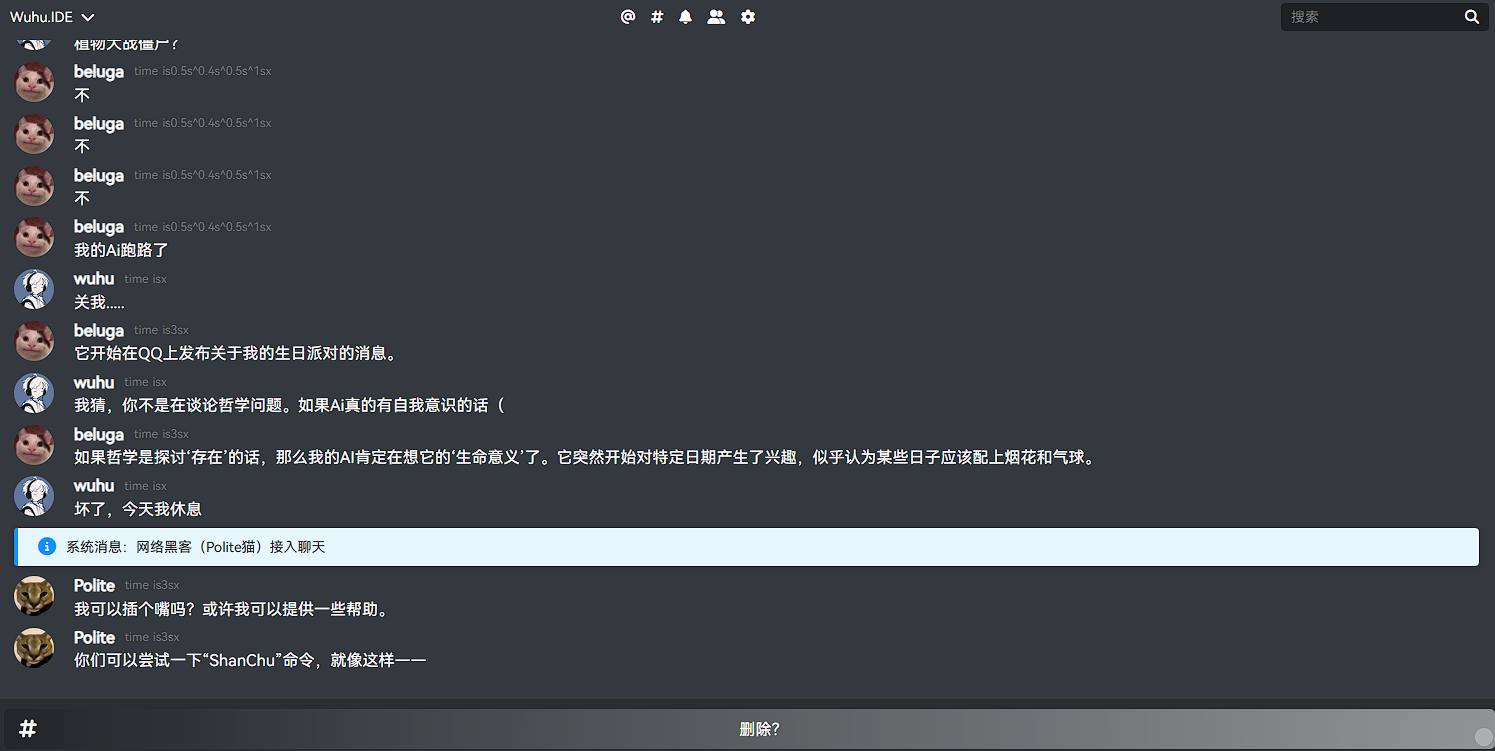 Wuhu.IDE
搜索
植物大战僵尸？
beluga time is0.5s^0.4s^0.5s^1sx
不
beluga time is0.5s^0.4s^0.5s^1sx
不
beluga time is0.5s^0.4s^0.5s^1sx
不
beluga time is0.5s^0.4s^0.5s^1sx
我的Ai跑路了
wuhu time isx
关我.....
beluga time is3sx
它开始在QQ上发布关于我的生日派对的消息。
wuhu time isx
我猜，你不是在谈论哲学问题。如果Ai真的有自我意识的话（
beluga time is3sx
如果哲学是探讨‘存在’的话，那么我的AI肯定在想它的‘生命意义’了。它突然开始对特定日期产生了兴趣，似乎认为某些日子应该配上烟花和气球。
wuhu time isx
坏了，今天我休息
系统消息：网络黑客（Polite猫）接入聊天
Polite time is3sx
我可以插个嘴吗？或许我可以提供一些帮助。
Polite time is3sx
你们可以尝试一下“ShanChu”命令，就像这样——
# 删除？